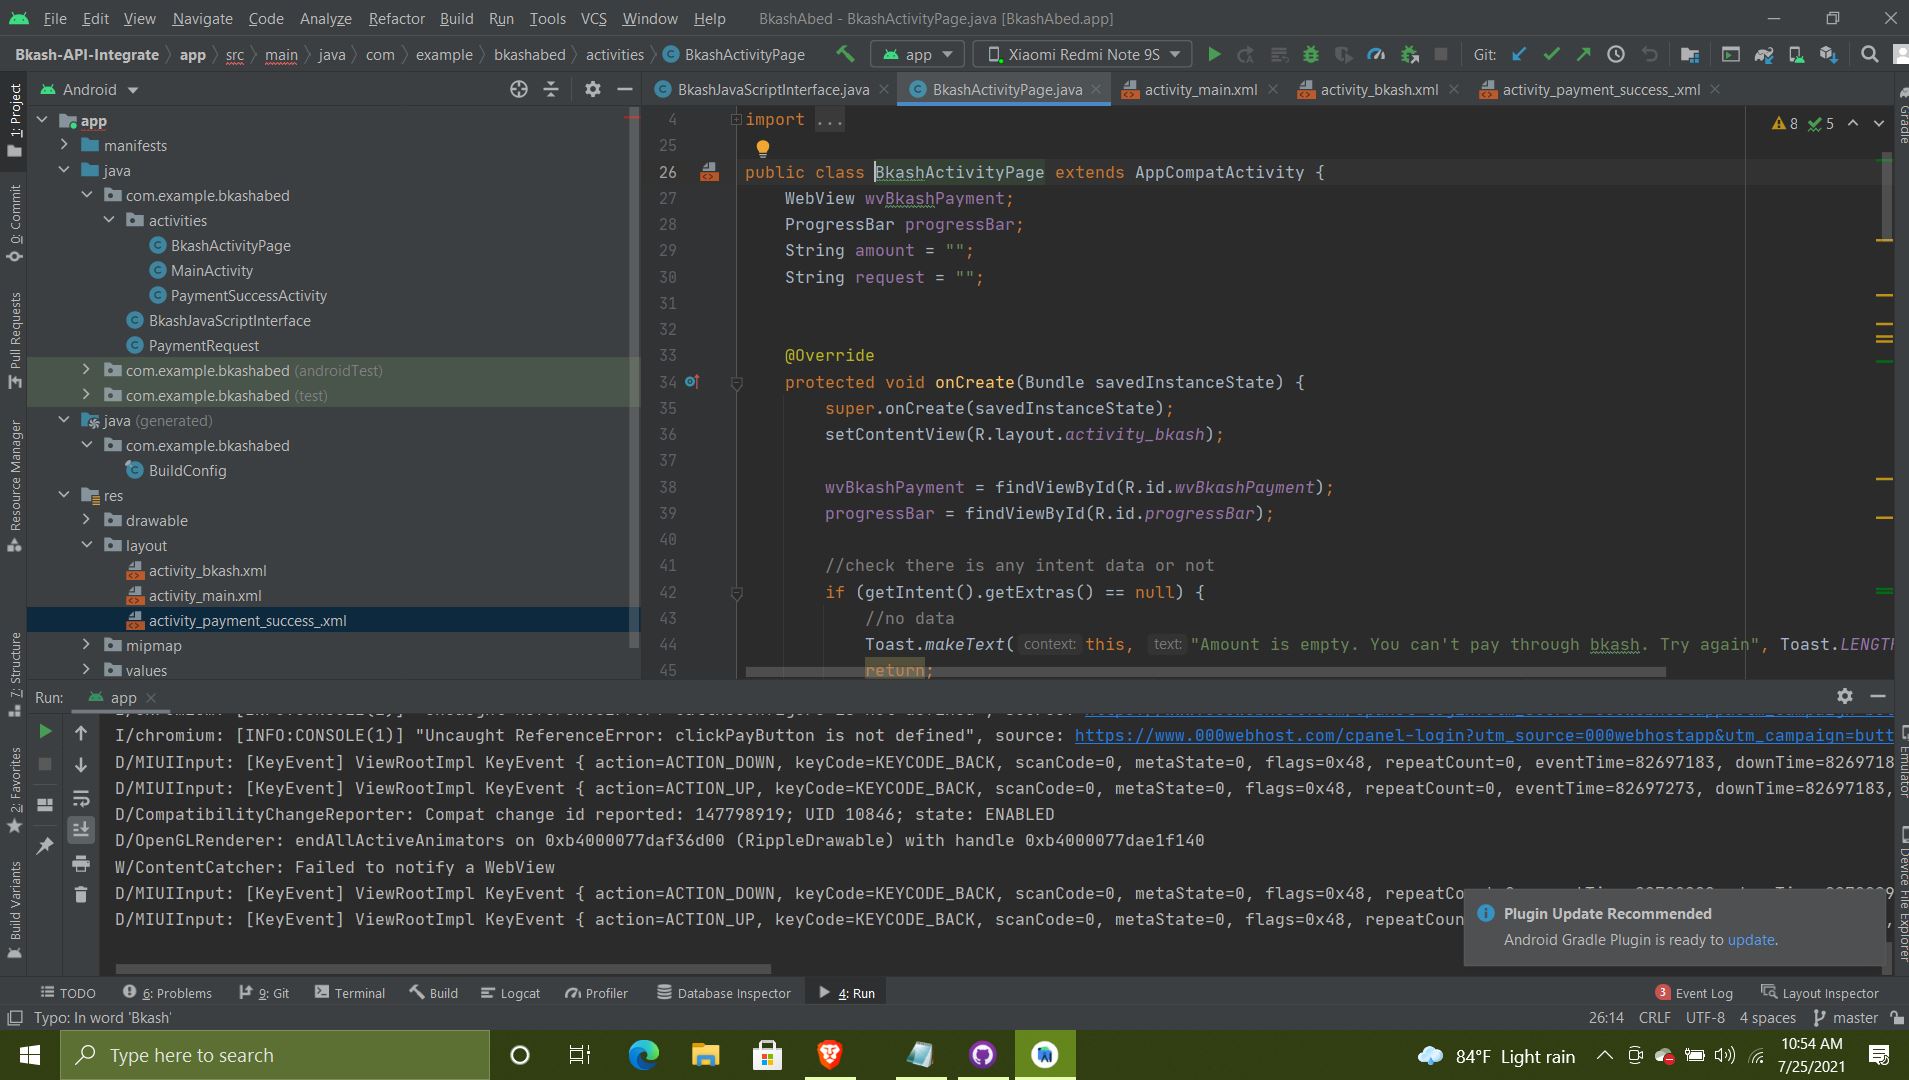 File Edit View Navigate Code Analyze Refactor Build Run Tools VCS Window Help BkashAbed - BkashActivityPage.java [BkashAbed.app]
Bkash-API-Integrate app src main java com example bkashabed activities BkashActivityPage app Xiaomi Redmi Note 9S Git:
Android
BkashJavaScriptInterface.java BkashActivityPage.java activity_main.xml activity_bkash.xml activity_payment_success_.xml
1: Project
0: Commit
Pull Requests
Resource Manager
7: Structure
2: Favorites
Build Variants
app
manifests
java
com.example.bkashabed
activities
BkashActivityPage
MainActivity
PaymentSuccessActivity
BkashJavaScriptInterface
PaymentRequest
com.example.bkashabed (androidTest)
com.example.bkashabed (test)
java (generated)
com.example.bkashabed
BuildConfig
res
drawable
layout
activity_bkash.xml
activity_main.xml
activity_payment_success_.xml
mipmap
values
4 import ...
8 5
25
26 public class BkashActivityPage extends AppCompatActivity {
27 WebView wvBkashPayment;
28 ProgressBar progressBar;
29 String amount = "";
30 String request = "";
31
32
33 @Override
34 protected void onCreate(Bundle savedInstanceState) {
35 super.onCreate(savedInstanceState);
36 setContentView(R.layout.activity_bkash);
37
38 wvBkashPayment = findViewById(R.id.wvBkashPayment);
39 progressBar = findViewById(R.id.progressBar);
40
41 //check there is any intent data or not
42 if (getIntent().getExtras() == null) {
43 //no data
44 Toast.makeText( context: this, text: "Amount is empty. You can't pay through bkash. Try again", Toast.LENGTH
45 return;
Gradle
Emulator
Device File Explorer
Run: app
I/chromium: [INFO:CONSOLE(1)] "Uncaught ReferenceError: clickPayButton is not defined", source: https://www.000webhost.com/cpanel-login?utm_source=000webhostapp&utm_campaign=butt
D/MIUIInput: [KeyEvent] ViewRootImpl KeyEvent { action=ACTION_DOWN, keyCode=KEYCODE_BACK, scanCode=0, metaState=0, flags=0x48, repeatCount=0, eventTime=82697183, downTime=8269718
D/MIUIInput: [KeyEvent] ViewRootImpl KeyEvent { action=ACTION_UP, keyCode=KEYCODE_BACK, scanCode=0, metaState=0, flags=0x48, repeatCount=0, eventTime=82697273, downTime=82697183,
D/CompatibilityChangeReporter: Compat change id reported: 147798919; UID 10846; state: ENABLED
D/OpenGLRenderer: endAllActiveAnimators on 0xb4000077daf36d00 (RippleDrawable) with handle 0xb4000077dae1f140
W/ContentCatcher: Failed to notify a WebView
D/MIUIInput: [KeyEvent] ViewRootImpl KeyEvent { action=ACTION_DOWN, keyCode=KEYCODE_BACK, scanCode=0, metaState=0, flags=0x48,
D/MIUIInput: [KeyEvent] ViewRootImpl KeyEvent { action=ACTION_UP, keyCode=KEYCODE_BACK, scanCode=0, metaState=0, flags=0x48, repeatCoun
Plugin Update Recommended
Android Gradle Plugin is ready to update.
TODO 6: Problems 9: Git Terminal Build Logcat Profiler Database Inspector 4: Run 3 Event Log Layout Inspector
Typo: In word 'Bkash' 26:14 CRLF UTF-8 4 spaces master
Type here to search 84°F Light rain 10:54 AM
7/25/2021